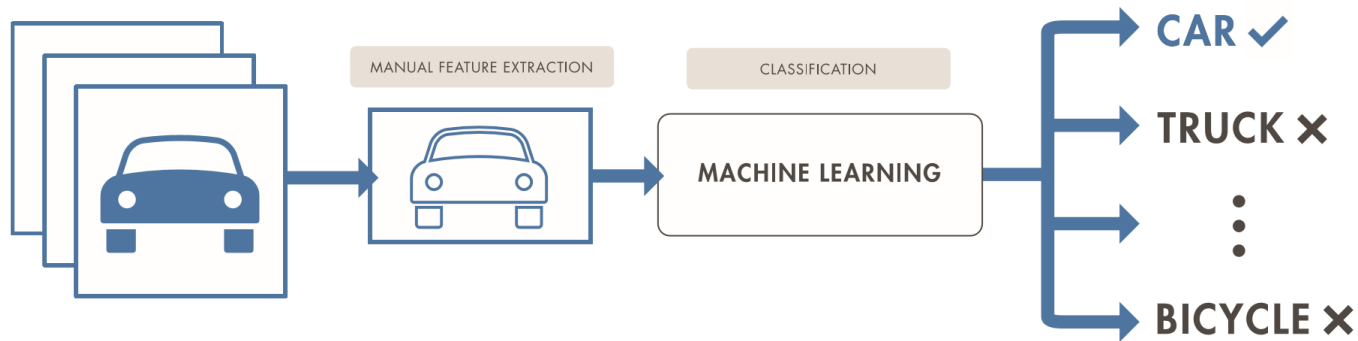 MANUAL FEATURE EXTRACTION
CLASSIFICATION
MACHINE LEARNING
CAR
TRUCK
BICYCLE